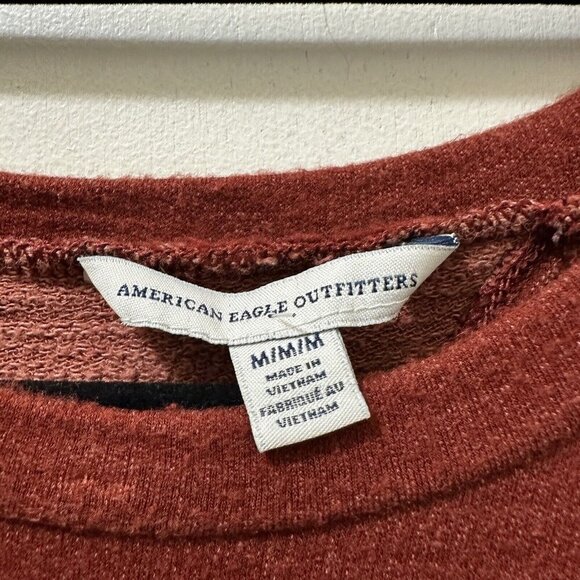 AMERICAN EAGLE OUTFITTERS
M/M/M
MADE IN
VIETNAM
FABRIQUÉ AU
VIETNAM